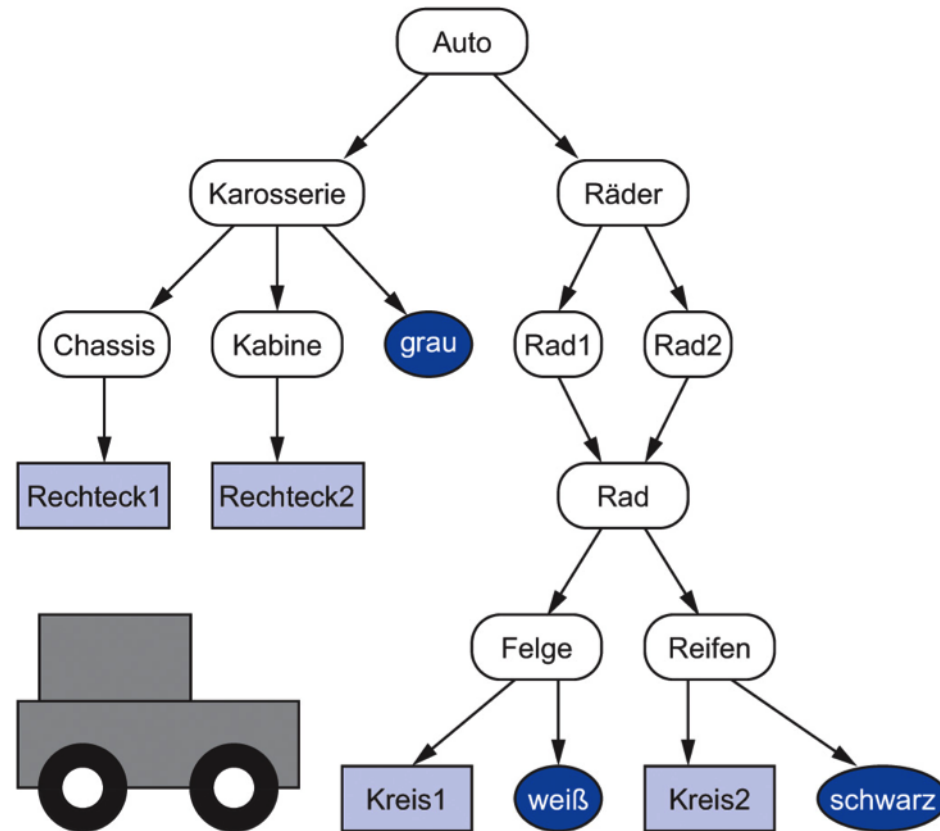 Auto
Karosserie
Räder
Chassis
Kabine
grau
Rad1
Rad2
Rechteck1
Rechteck2
Rad
Felge
Reifen
Kreis1
weiß
Kreis2
schwarz